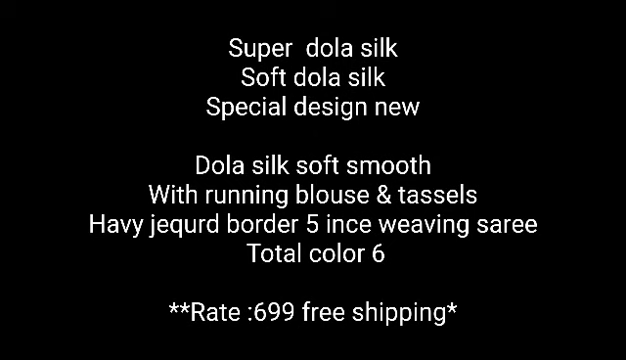 Super dola silk
Soft dola silk
Special design new
Dola silk soft smooth
With running blouse & tassels
Havy jequrd border 5 ince weaving saree
Total color 6
**Rate :699 free shipping*